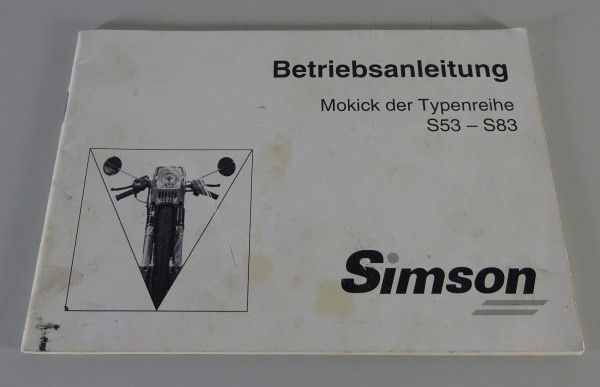 Betriebsanleitung
Mokick der Typenreihe
S53 – S83
Simson